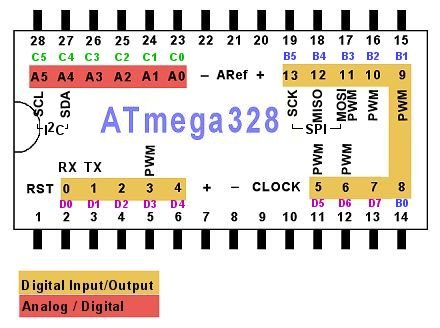 28 27 26 25 24 23 22 21 20 19 18 17 16 15
C5 C4 C3 C2 C1 C0 B5 B4 B3 B2 B1
A5 A4 A3 A2 A1 A0 – ARef + 13 12 11 10 9
SCL SDA SCK MISO MOSI PWM PWM PWM
I2C SPI
ATmega328
RX TX PWM PWM PWM
RST 0 1 2 3 4 + – CLOCK 5 6 7 8
D0 D1 D2 D3 D4 D5 D6 D7 B0
1 2 3 4 5 6 7 8 9 10 11 12 13 14
Digital Input/Output
Analog / Digital